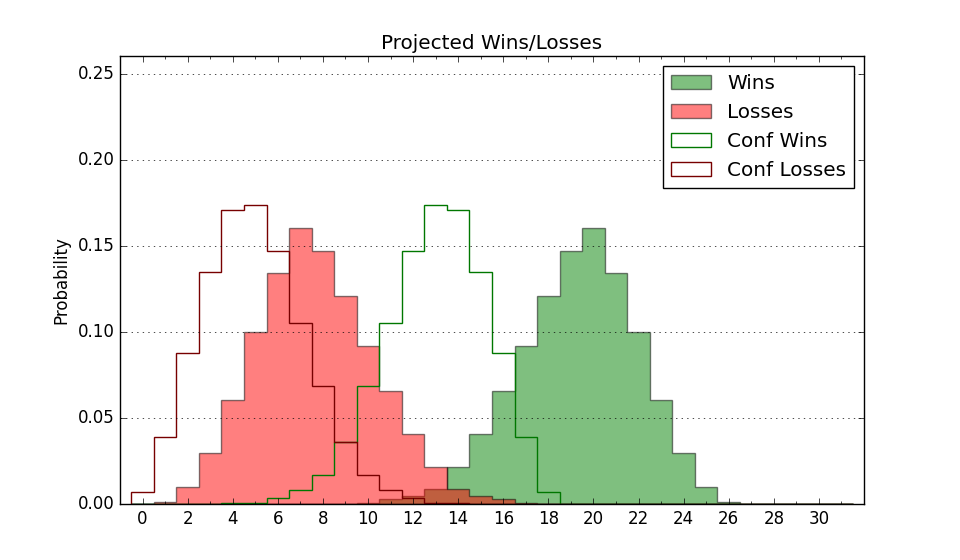 Projected Wins/Losses
Probability
0.25
0.20
0.15
0.10
0.05
0.00
0 2 4 6 8 10 12 14 16 18 20 22 24 26 28 30
Wins
Losses
Conf Wins
Conf Losses